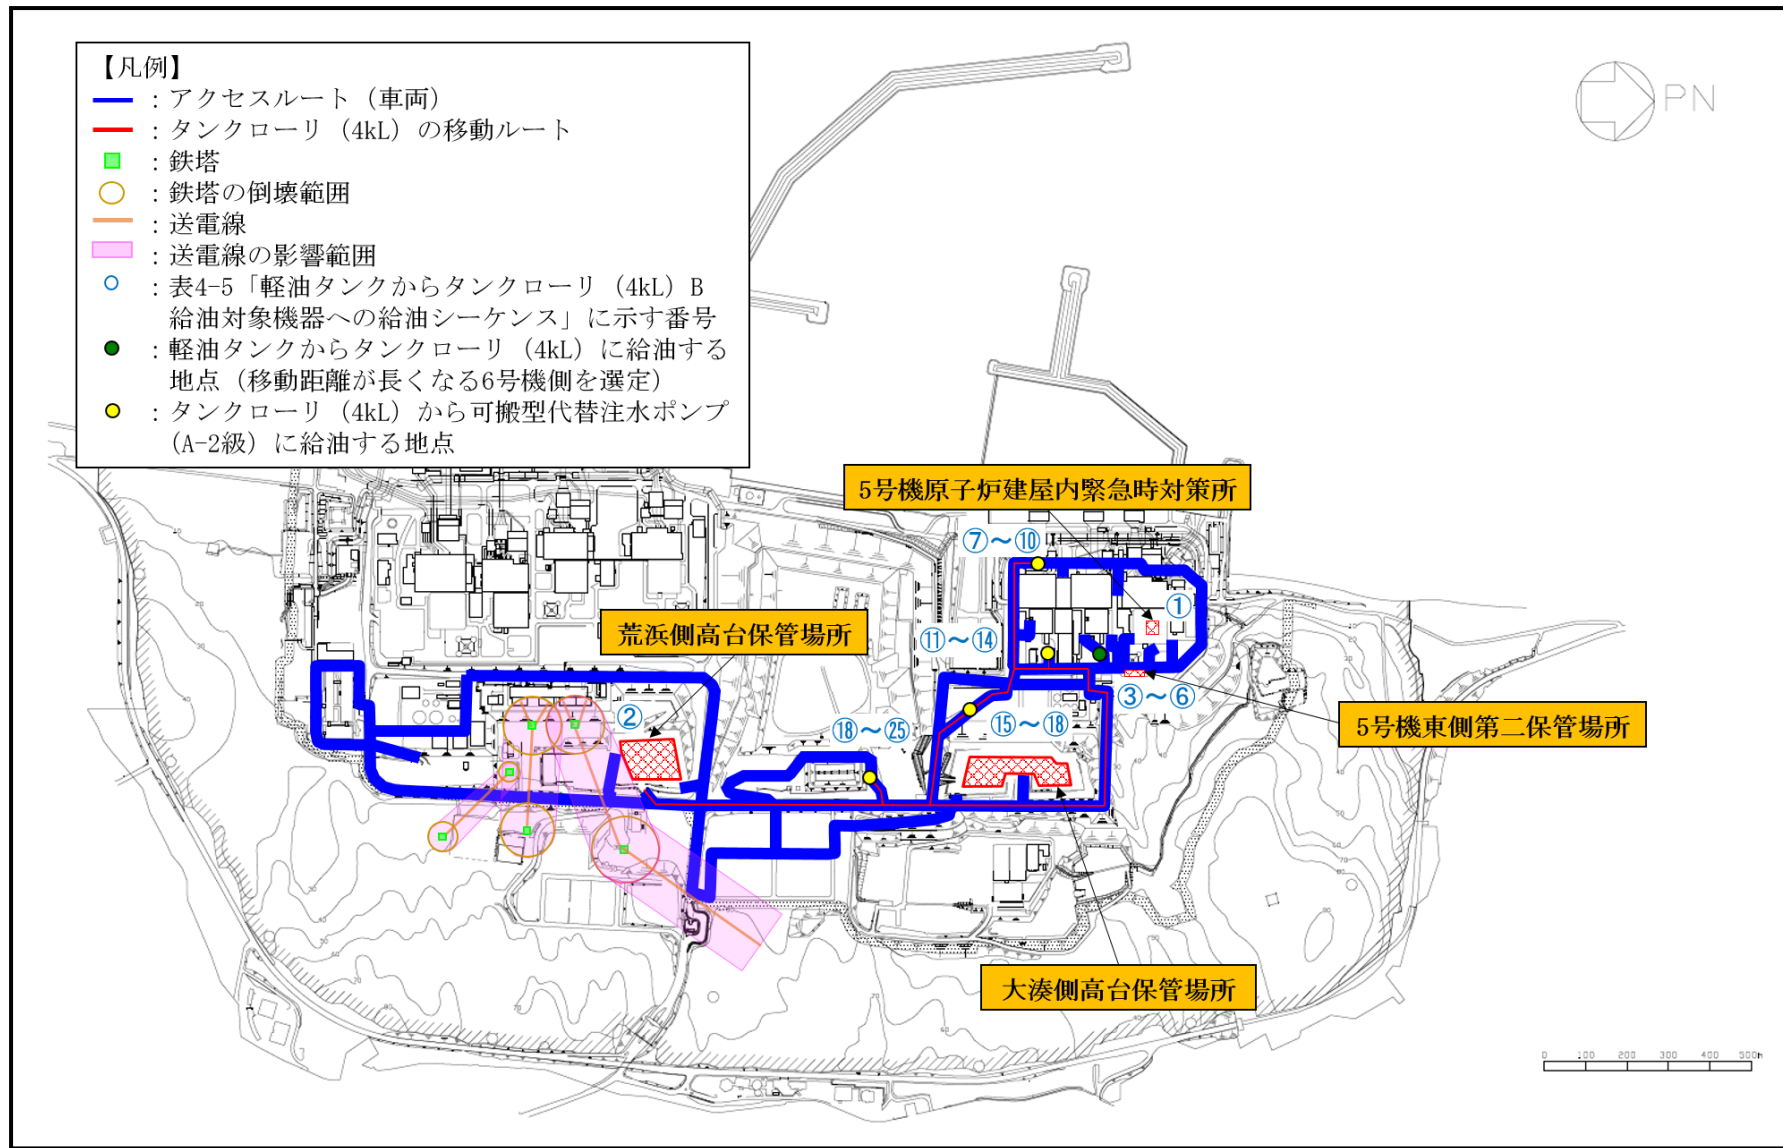 【凡例】
：アクセスルート（車両）
：タンクローリ（4kL）の移動ルート
：鉄塔
：鉄塔の倒壊範囲
：送電線
：送電線の影響範囲
：表4-5「軽油タンクからタンクローリ（4kL）B
給油対象機器への給油シーケンス」に示す番号
：軽油タンクからタンクローリ（4kL）に給油する
地点（移動距離が長くなる6号機側を選定）
：タンクローリ（4kL）から可搬型代替注水ポンプ
（A-2級）に給油する地点
PN
5号機原子炉建屋内緊急時対策所
⑦～⑩
①
荒浜側高台保管場所
⑪～⑭
③～⑥
②
⑱～㉕
⑮～⑱
5号機東側第二保管場所
大湊側高台保管場所
0 100 200 300 400 500m